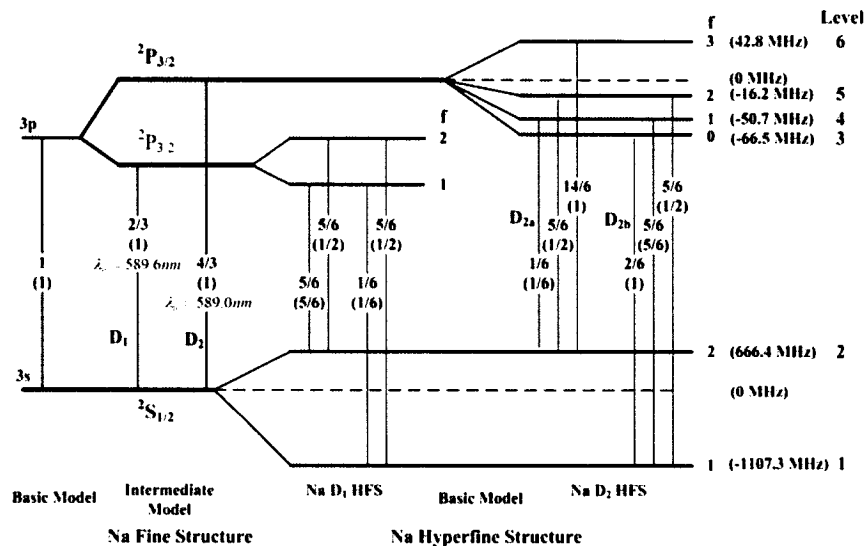 f Level
3 (42.8 MHz) 6
²P3/2
(0 MHz)
2 (-16.2 MHz) 5
1 (-50.7 MHz) 4
0 (-66.5 MHz) 3
3p
²P3/2
f
2
1
2/3
(1)
589.6nm
1
(1)
4/3
(1)
589.0nm
D1
D2
5/6
(1/2)
5/6
(1/2)
5/6
(5/6)
1/6
(1/6)
D2a
14/6
(1)
5/6
(1/2)
1/6
(1/6)
D2b
5/6
(1/2)
5/6
(5/6)
2/6
(1)
2 (666.4 MHz) 2
3s
(0 MHz)
²S1/2
1 (-1107.3 MHz) 1
Basic Model
Intermediate
Model
Na D1 HFS
Basic Model
Na D2 HFS
Na Fine Structure
Na Hyperfine Structure